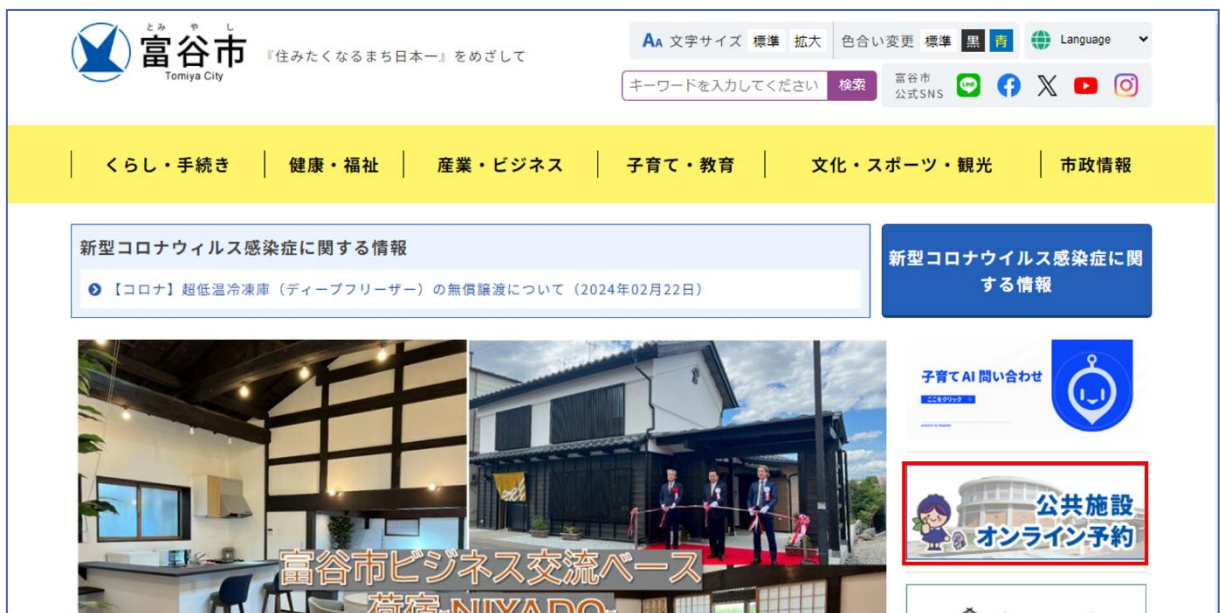 とみやし
富谷市
Tomiya City
『住みたくなるまち日本一』をめざして
AA 文字サイズ 標準 拡大 色合い変更 標準 黒 青 Language
キーワードを入力してください 検索
富谷市
公式SNS
LINE
くらし・手続き 健康・福祉 産業・ビジネス 子育て・教育 文化・スポーツ・観光 市政情報
新型コロナウィルス感染症に関する情報
【コロナ】超低温冷凍庫（ディープフリーザー）の無償譲渡について（2024年02月22日）
新型コロナウイルス感染症に関
する情報
子育てAI問い合わせ
ここをクリック
公共施設
オンライン予約
富谷市ビジネス交流ベース
荷宿-NIYADO-